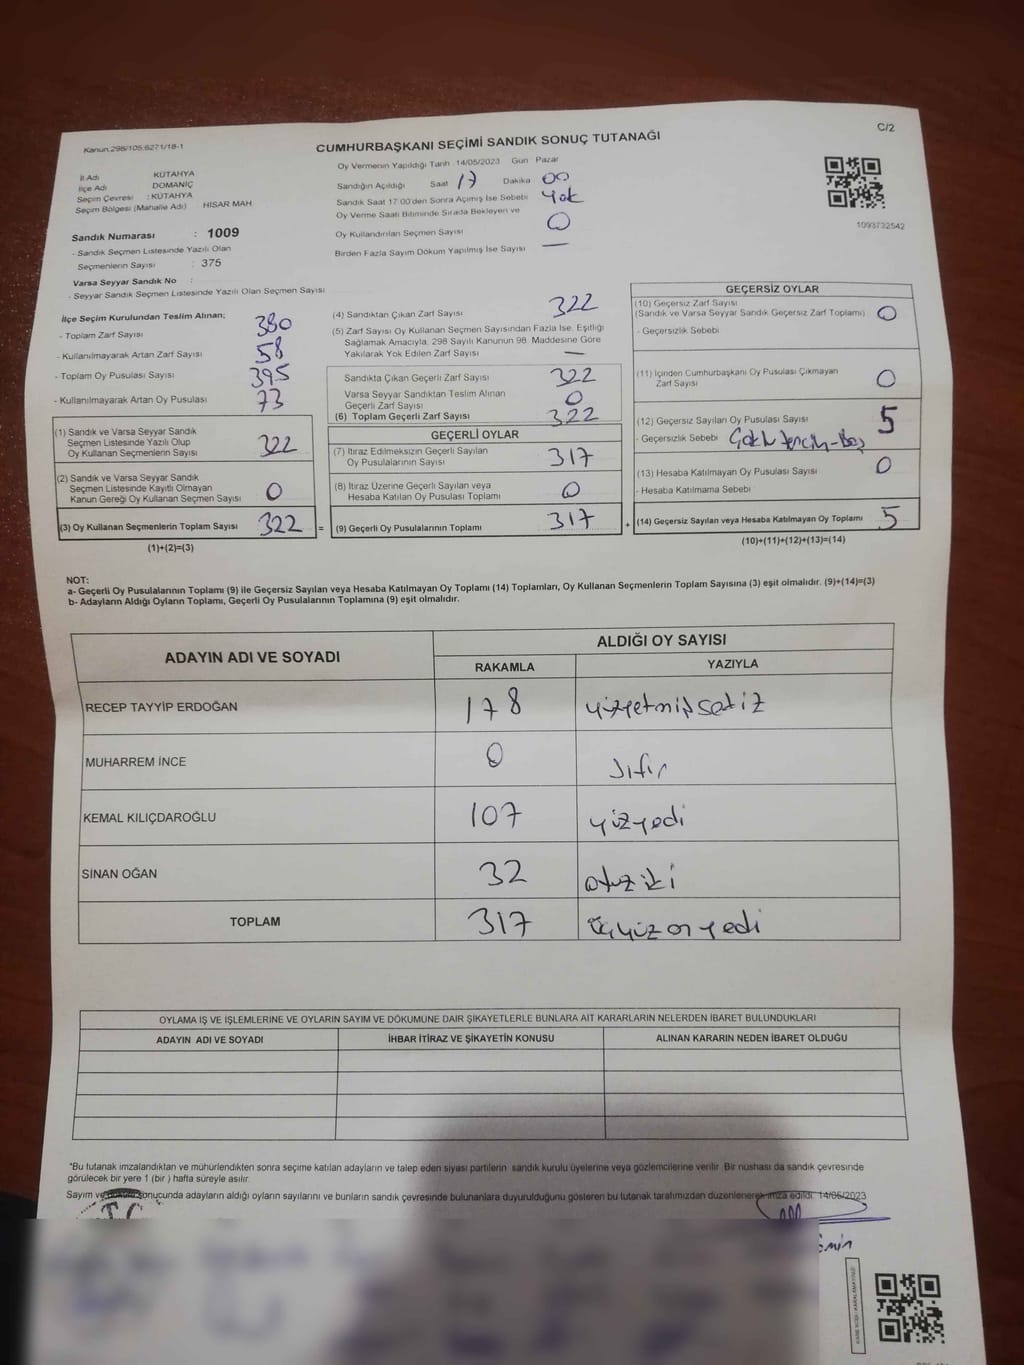 Kanun.298/105;6271/18-1
C/2
CUMHURBAŞKANI SEÇİMİ SANDIK SONUÇ TUTANAĞI
İl Adı KÜTAHYA
İlçe Adı DOMANİÇ
Seçim Çevresi : KÜTAHYA
Seçim Bölgesi (Mahalle Adı) HİSAR MAH
Sandık Numarası : 1009
- Sandık Seçmen Listesinde Yazılı Olan
Seçmenlerin Sayısı : 375
Varsa Seyyar Sandık No :
- Seyyar Sandık Seçmen Listesinde Yazılı Olan Seçmen Sayısı
Oy Vermenin Yapıldığı Tarih 14/05/2023 Gün Pazar
Sandığın Açıldığı Saat 17 Dakika 00
Sandık Saat 17.00'den Sonra Açımış İse Sebebi Yok
Oy Verme Saati Bitiminde Sırada Bekleyen ve
Oy Kullandırılan Seçmen Sayısı 0
Birden Fazla Sayım Döküm Yapılmış İse Sayısı —
1093732542
İlçe Seçim Kurulundan Teslim Alınan;
- Toplam Zarf Sayısı 380
- Kullanılmayarak Artan Zarf Sayısı 58
- Toplam Oy Pusulası Sayısı 395
- Kullanılmayarak Artan Oy Pusulası 73
(1) Sandık ve Varsa Seyyar Sandık
Seçmen Listesinde Yazılı Olup
Oy Kullanan Seçmenlerin Sayısı 322
(2) Sandık ve Varsa Seyyar Sandık
Seçmen Listesinde Kayıtlı Olmayan
Kanun Gereği Oy Kullanan Seçmen Sayısı 0
(3) Oy Kullanan Seçmenlerin Toplam Sayısı 322 =
(1)+(2)=(3)
(4) Sandıktan Çıkan Zarf Sayısı 322
(5) Zarf Sayısı Oy Kullanan Seçmen Sayısından Fazla İse, Eşitliği
Sağlamak Amacıyla, 298 Sayılı Kanunun 98. Maddesine Göre
Yakılarak Yok Edilen Zarf Sayısı —
Sandıkta Çıkan Geçerli Zarf Sayısı 322
Varsa Seyyar Sandıktan Teslim Alınan
Geçerli Zarf Sayısı 0
(6) Toplam Geçerli Zarf Sayısı 322
GEÇERLİ OYLAR
(7) İtiraz Edilmeksizin Geçerli Sayılan
Oy Pusulalarının Sayısı 317
(8) İtiraz Üzerine Geçerli Sayılan veya
Hesaba Katılan Oy Pusulası Toplamı 0
(9) Geçerli Oy Pusulalarının Toplamı 317 +
GEÇERSİZ OYLAR
(10) Geçersiz Zarf Sayısı
(Sandık ve Varsa Seyyar Sandık Geçersiz Zarf Toplamı) 0
- Geçersizlik Sebebi
(11) İçinden Cumhurbaşkanı Oy Pusulası Çıkmayan
Zarf Sayısı 0
(12) Geçersiz Sayılan Oy Pusulası Sayısı 5
- Geçersizlik Sebebi Çoklu tercih-Boş
(13) Hesaba Katılmayan Oy Pusulası Sayısı 0
- Hesaba Katılmama Sebebi
(14) Geçersiz Sayılan veya Hesaba Katılmayan Oy Toplamı 5
(10)+(11)+(12)+(13)=(14)
NOT:
a- Geçerli Oy Pusulalarının Toplamı (9) ile Geçersiz Sayılan veya Hesaba Katılmayan Oy Toplamı (14) Toplamları, Oy Kullanan Seçmenlerin Toplam Sayısına (3) eşit olmalıdır. (9)+(14)=(3)
b- Adayların Aldığı Oyların Toplamı, Geçerli Oy Pusulalarının Toplamına (9) eşit olmalıdır.
ADAYIN ADI VE SOYADI
ALDIĞI OY SAYISI
RAKAMLA YAZIYLA
RECEP TAYYİP ERDOĞAN 178 yüzyetmişsekiz
MUHARREM İNCE 0 sıfır
KEMAL KILIÇDAROĞLU 107 yüzyedi
SİNAN OĞAN 32 otuziki
TOPLAM 317 üçyüzonyedi
OYLAMA İŞ VE İŞLEMLERİNE VE OYLARIN SAYIM VE DÖKÜMÜNE DAİR ŞİKAYETLERLE BUNLARA AİT KARARLARIN NELERDEN İBARET BULUNDUKLARI
ADAYIN ADI VE SOYADI İHBAR İTİRAZ VE ŞİKAYETİN KONUSU ALINAN KARARIN NEDEN İBARET OLDUĞU
*Bu tutanak imzalandıktan ve mühürlendikten sonra seçime katılan adayların ve talep eden siyasi partilerin sandık kurulu üyelerine veya gözlemcilerine verilir. Bir nüshası da sandık çevresinde
görülecek bir yere 1 (bir) hafta süreyle asılır.
Sayım ve döküm sonucunda adayların aldığı oyların sayılarını ve bunların sandık çevresinde bulunanlara duyurulduğunu gösteren bu tutanak tarafımızdan düzenlenerek imza edildi. 14/05/2023
T.C.